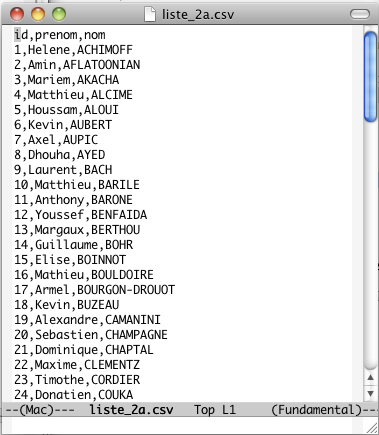 liste_2a.csv
id,prenom,nom
1,Helene,ACHIMOFF
2,Amin,AFLATOONIAN
3,Mariem,AKACHA
4,Matthieu,ALCIME
5,Houssam,ALOUI
6,Kevin,AUBERT
7,Axel,AUPIC
8,Dhouha,AYED
9,Laurent,BACH
10,Matthieu,BARILE
11,Anthony,BARONE
12,Youssef,BENFAIDA
13,Margaux,BERTHOU
14,Guillaume,BOHR
15,Elise,BOINNOT
16,Mathieu,BOULDOIRE
17,Armel,BOURGON-DROUOT
18,Kevin,BUZEAU
19,Alexandre,CAMANINI
20,Sebastien,CHAMPAGNE
21,Dominique,CHAPTAL
22,Maxime,CLEMENTZ
23,Timothe,CORDIER
24,Donatien,COUKA
--(Mac)--- liste_2a.csv Top L1 (Fundamental)----